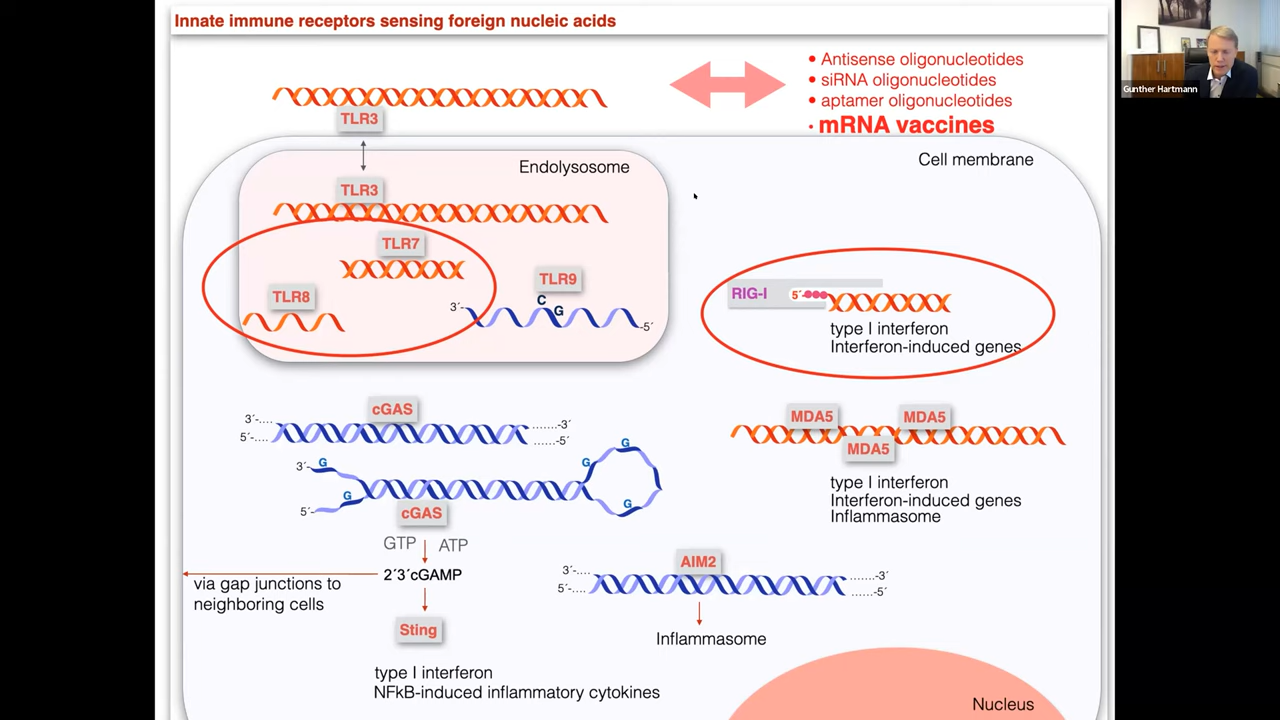 Innate immune receptors sensing foreign nucleic acids
• Antisense oligonucleotides
• siRNA oligonucleotides
• aptamer oligonucleotides
• mRNA vaccines
Gunther Hartmann
TLR3
Cell membrane
Endolysosome
TLR3
TLR7
TLR9
TLR8
3´-
C
G
-5´
RIG-I
5´-
type I interferon
Interferon-induced genes
cGAS
3´-....
......-3´
5´-....
......-5´
MDA5
MDA5
MDA5
3´-
G
G
G
G
G
5´-
cGAS
type I interferon
Interferon-induced genes
Inflammasome
GTP
ATP
2´3´cGAMP
via gap junctions to
neighboring cells
Sting
AIM2
3´-....
.......-3´
5´-....
......-5´
Inflammasome
type I interferon
NFkB-induced inflammatory cytokines
Nucleus